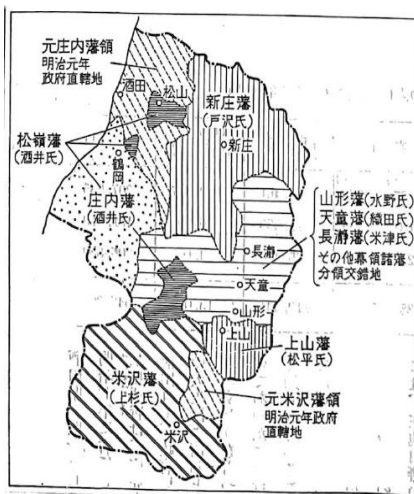 元庄内藩領
明治元年
政府直轄地
酒田
松山
新庄藩
(戸沢氏)
新庄
松嶺藩
(酒井氏)
鶴岡
庄内藩
(酒井氏)
山形藩(水野氏)
天童藩(織田氏)
長瀞藩(米津氏)
その他幕領諸藩
分領交錯地
長瀞
天童
山形
上山
上山藩
(松平氏)
米沢藩
(上杉氏)
元米沢藩領
明治元年政府
直轄地
米沢